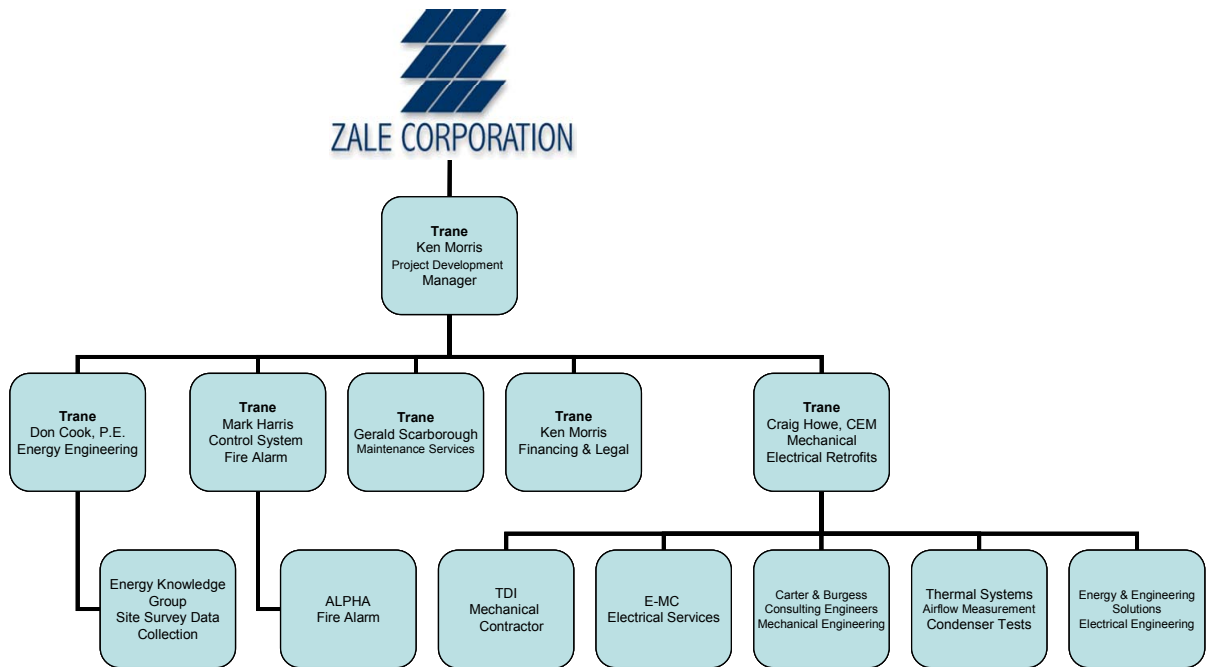 ZALE CORPORATION
Trane
Ken Morris
Project Development
Manager
Trane
Don Cook, P.E.
Energy Engineering
Trane
Mark Harris
Control System
Fire Alarm
Trane
Gerald Scarborough
Maintenance Services
Trane
Ken Morris
Financing & Legal
Trane
Craig Howe, CEM
Mechanical
Electrical Retrofits
Energy Knowledge
Group
Site Survey Data
Collection
ALPHA
Fire Alarm
TDI
Mechanical
Contractor
E-MC
Electrical Services
Carter & Burgess
Consulting Engineers
Mechanical Engineering
Thermal Systems
Airflow Measurement
Condenser Tests
Energy & Engineering
Solutions
Electrical Engineering